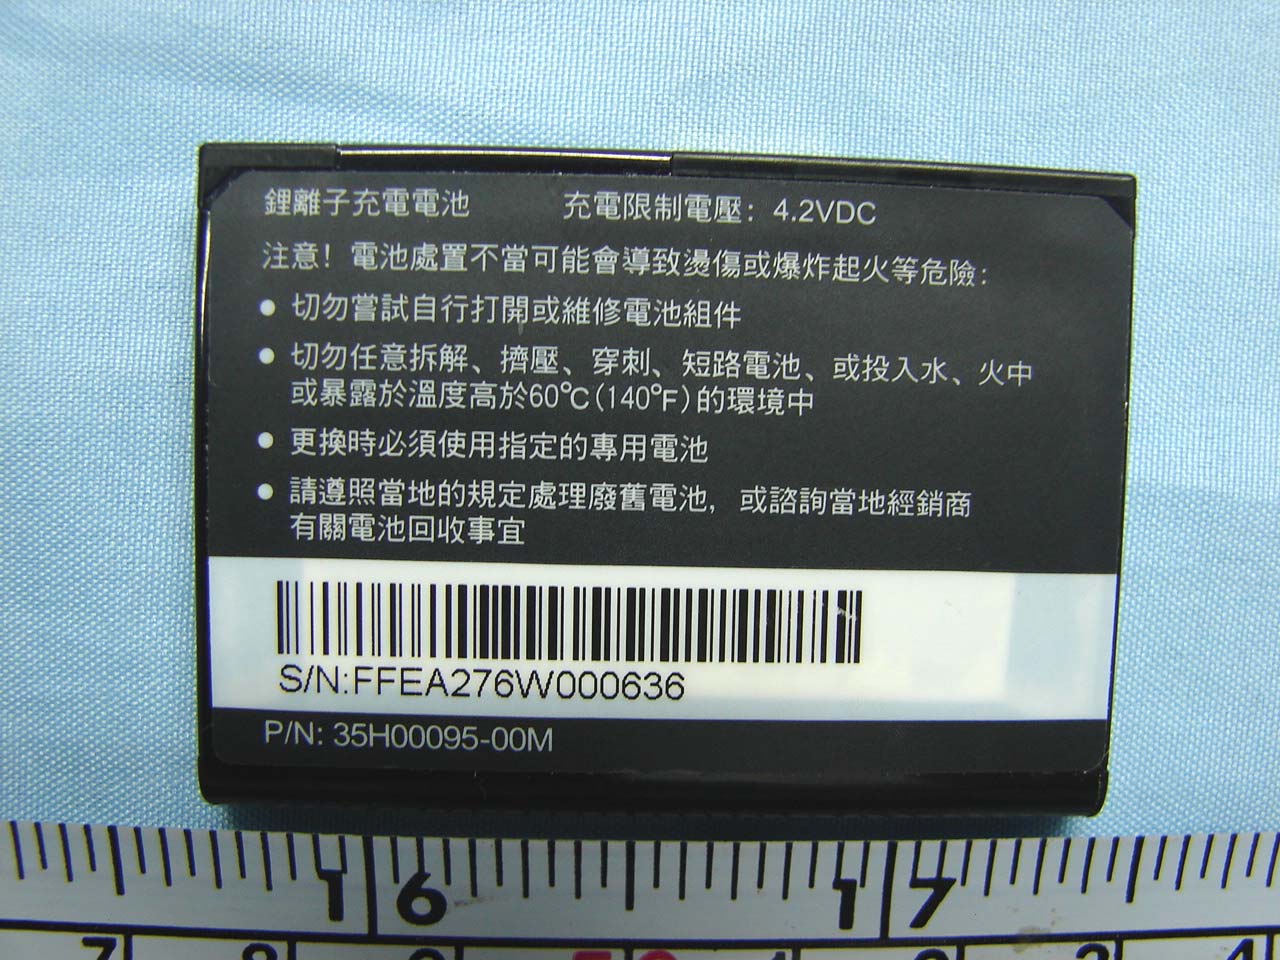 鋰離子充電電池 充電限制電壓：4.2VDC
注意！電池處置不當可能會導致燙傷或爆炸起火等危險：
● 切勿嘗試自行打開或維修電池組件
● 切勿任意拆解、擠壓、穿刺、短路電池、或投入水、火中
或暴露於溫度高於60°C(140°F)的環境中
● 更換時必須使用指定的專用電池
● 請遵照當地的規定處理廢舊電池，或諮詢當地經銷商
有關電池回收事宜
S/N:FFEA276W000636
P/N: 35H00095-00M
16 17